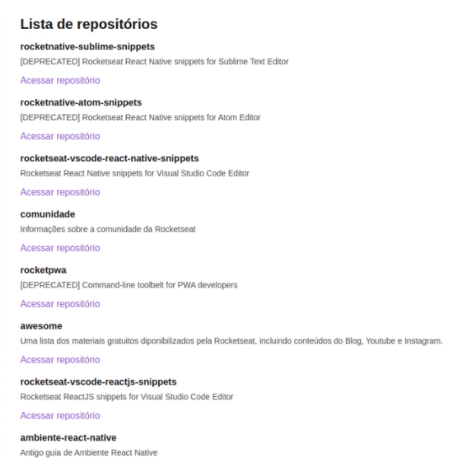 Lista de repositórios
rocketnative-sublime-snippets
[DEPRECATED] Rocketseat React Native snippets for Sublime Text Editor
Acessar repositório
rocketnative-atom-snippets
[DEPRECATED] Rocketseat React Native snippets for Atom Editor
Acessar repositório
rocketseat-vscode-react-native-snippets
Rocketseat React Native snippets for Visual Studio Code Editor
Acessar repositório
comunidade
Informações sobre a comunidade da Rocketseat
Acessar repositório
rocketpwa
[DEPRECATED] Command-line toolbelt for PWA developers
Acessar repositório
awesome
Uma lista dos materiais gratuitos diponibilizados pela Rocketseat, incluindo conteúdos do Blog, Youtube e Instagram.
Acessar repositório
rocketseat-vscode-reactjs-snippets
Rocketseat ReactJS snippets for Visual Studio Code Editor
Acessar repositório
ambiente-react-native
Antigo guia de Ambiente React Native